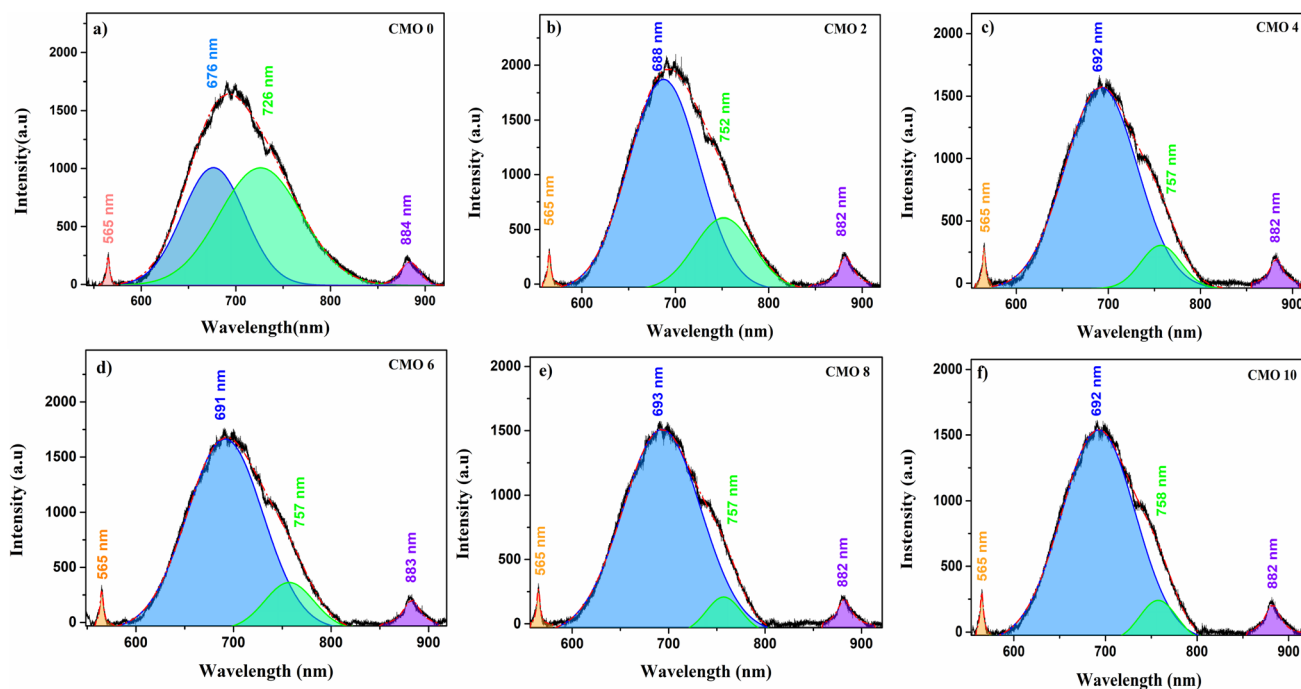 a)
CMO 0
676 nm
726 nm
565 nm
884 nm
2000
1500
1000
500
0
600
700
800
900
Intensity(a.u)
Wavelength(nm)
b)
CMO 2
688 nm
752 nm
565 nm
882 nm
2000
1500
1000
500
0
600
700
800
900
Intensity (a.u)
Wavelength (nm)
c)
CMO 4
692 nm
757 nm
565 nm
882 nm
2000
1500
1000
500
0
600
700
800
900
Intensity (a.u)
Wavelength (nm)
d)
CMO 6
691 nm
757 nm
565 nm
883 nm
2000
1500
1000
500
0
600
700
800
900
Intensity (a.u)
Wavelength (nm)
e)
CMO 8
693 nm
757 nm
565 nm
882 nm
2000
1500
1000
500
0
600
700
800
900
Intensity (a.u)
Wavelength (nm)
f)
CMO 10
692 nm
758 nm
565 nm
882 nm
2000
1500
1000
500
0
600
700
800
900
Instensity (a.u)
Wavelength (nm)